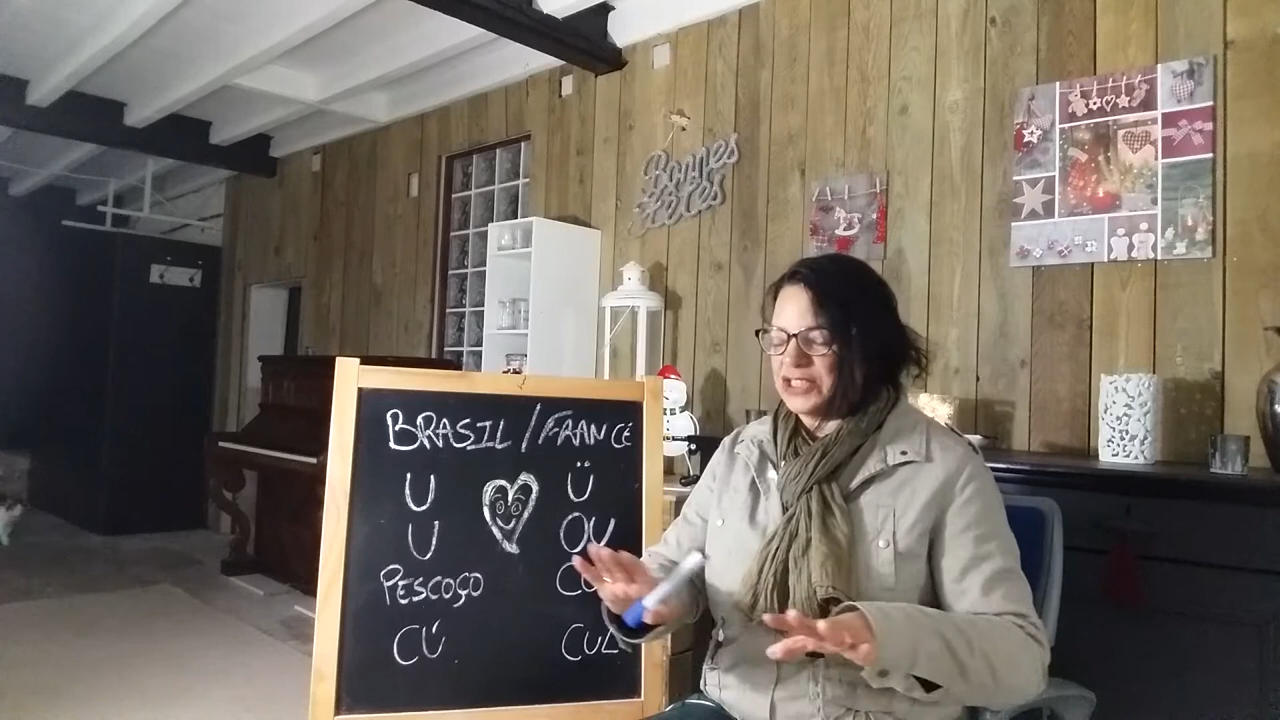 Bonnes
fêtes
BRASIL / FRANCE
U Ü
U OU
PESCOÇO
CÚ CUL